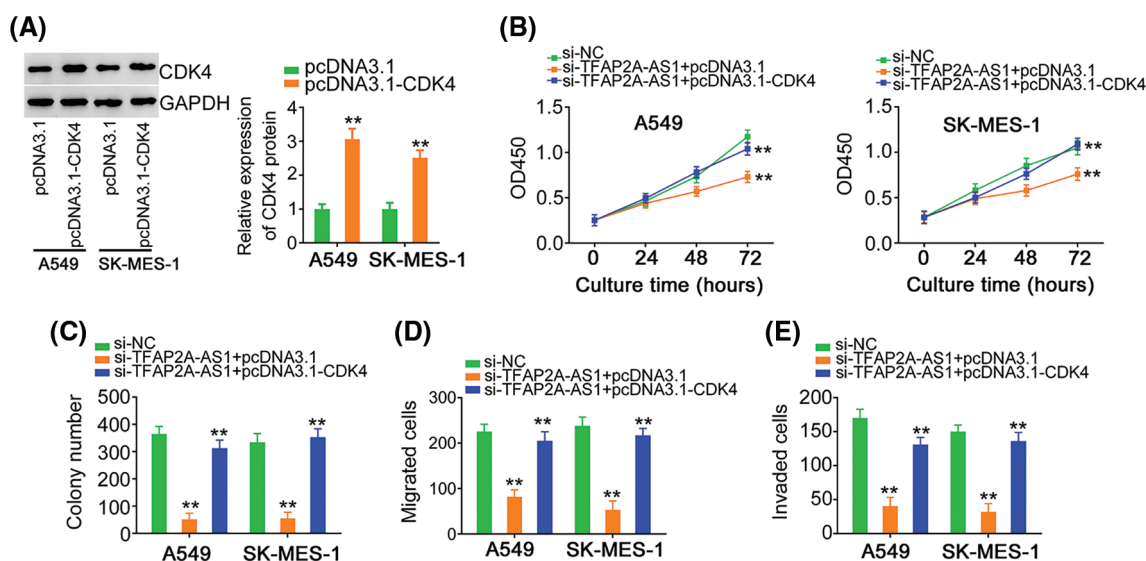 (A)
CDK4
GAPDH
pcDNA3.1
pcDNA3.1-CDK4
pcDNA3.1
pcDNA3.1-CDK4
A549
SK-MES-1
pcDNA3.1
pcDNA3.1-CDK4
Relative expression
of CDK4 protein
4
3
2
1
0
**
**
A549
SK-MES-1
(B)
si-NC
si-TFAP2A-AS1+pcDNA3.1
si-TFAP2A-AS1+pcDNA3.1-CDK4
A549
OD450
1.5
1.0
0.5
0.0
**
**
0 24 48 72
Culture time (hours)
si-NC
si-TFAP2A-AS1+pcDNA3.1
si-TFAP2A-AS1+pcDNA3.1-CDK4
SK-MES-1
OD450
1.5
1.0
0.5
0.0
**
**
0 24 48 72
Culture time (hours)
(C)
si-NC
si-TFAP2A-AS1+pcDNA3.1
si-TFAP2A-AS1+pcDNA3.1-CDK4
Colony number
500
400
300
200
100
0
**
**
**
**
A549
SK-MES-1
(D)
si-NC
si-TFAP2A-AS1+pcDNA3.1
si-TFAP2A-AS1+pcDNA3.1-CDK4
Migrated cells
300
200
100
0
**
**
**
**
A549
SK-MES-1
(E)
si-NC
si-TFAP2A-AS1+pcDNA3.1
si-TFAP2A-AS1+pcDNA3.1-CDK4
Invaded cells
200
150
100
50
0
**
**
**
**
A549
SK-MES-1